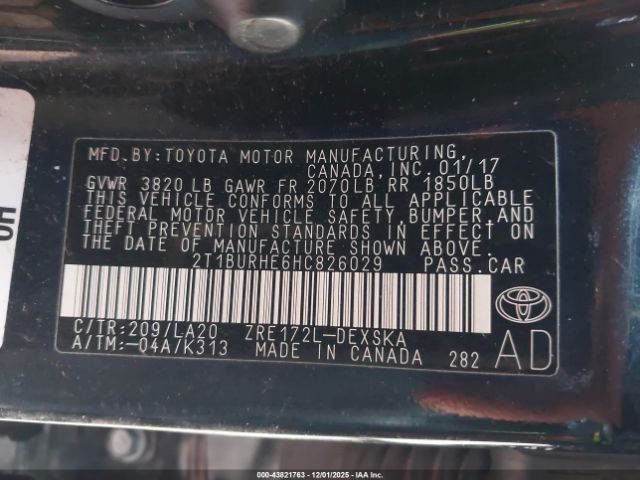 MFD.BY:TOYOTA MOTOR MANUFACTURING,
CANADA,INC.01/17
GVWR 3820 LB GAWR FR 2070LB RR 1850LB
THIS VEHICLE CONFORMS TO ALL APPLICABLE
FEDERAL MOTOR VEHICLE SAFETY,BUMPER,AND
THEFT PREVENTION STANDARDS IN EFFECT ON
THE DATE OF MANUFACTURE SHOWN ABOVE.
2T1BURHE6HC826029 PASS.CAR
C/TR:209/LA20 ZRE172L-DEXSKA
A/TM:-04A/K313 MADE IN CANADA 282 AD
000-43821763 - 12/01/2025 - IAA Inc.